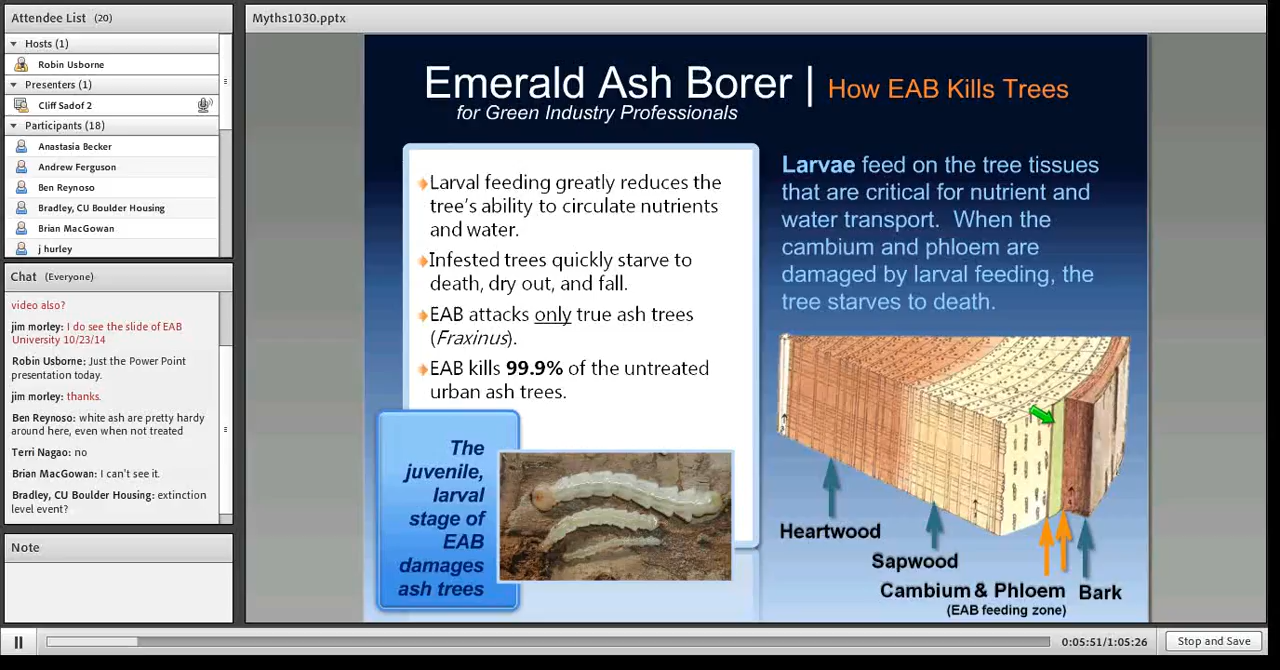 Attendee List (20)
Hosts (1)
Robin Usborne
Presenters (1)
Cliff Sadof 2
Participants (18)
Anastasia Becker
Andrew Ferguson
Ben Reynoso
Bradley, CU Boulder Housing
Brian MacGowan
j hurley
Chat (Everyone)
video also?
jim morley: I do see the slide of EAB
University 10/23/14
Robin Usborne: Just the Power Point
presentation today.
jim morley: thanks.
Ben Reynoso: white ash are pretty hardy
around here, even when not treated
Terri Nagao: no
Brian MacGowan: I can't see it.
Bradley, CU Boulder Housing: extinction
level event?
Note
Myths1030.pptx
Emerald Ash Borer | How EAB Kills Trees
for Green Industry Professionals
Larval feeding greatly reduces the
tree's ability to circulate nutrients
and water.
Infested trees quickly starve to
death, dry out, and fall.
EAB attacks only true ash trees
(Fraxinus).
EAB kills 99.9% of the untreated
urban ash trees.
The
juvenile,
larval
stage of
EAB
damages
ash trees
Larvae feed on the tree tissues
that are critical for nutrient and
water transport. When the
cambium and phloem are
damaged by larval feeding, the
tree starves to death.
Heartwood
Sapwood
Cambium & Phloem
(EAB feeding zone)
Bark
0:05:51/1:05:26
Stop and Save